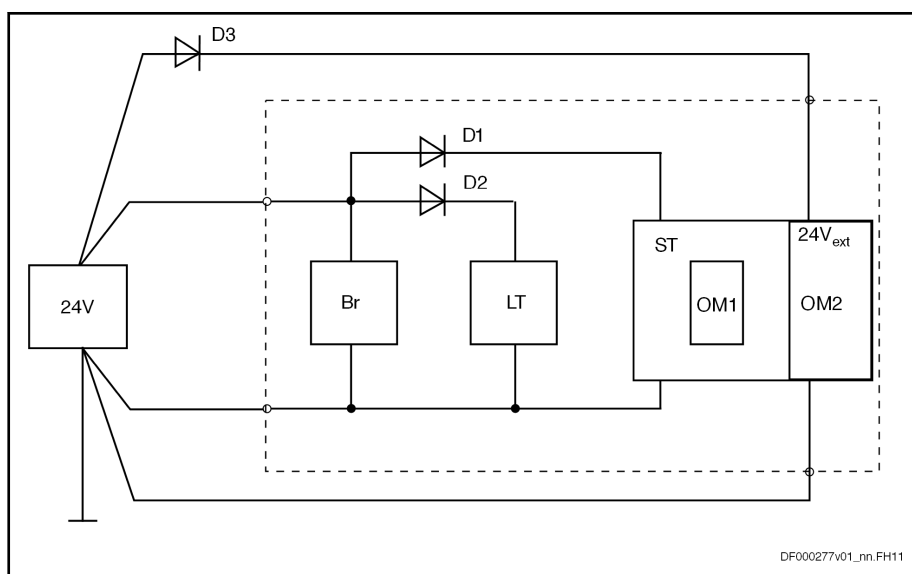 D3
D1
D2
24V
Br
LT
ST
OM1
24Vext
OM2
DF000277v01_nn.FH11